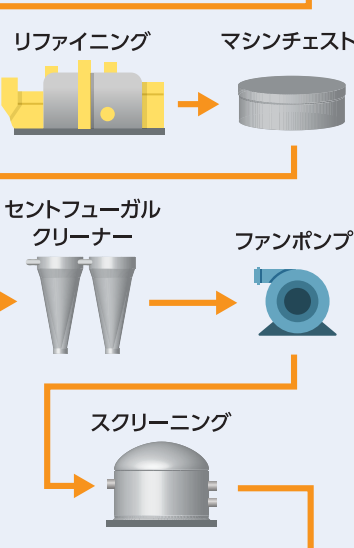 リファイニング
マシンチェスト
セントフューガル
クリーナー
ファンポンプ
スクリーニング